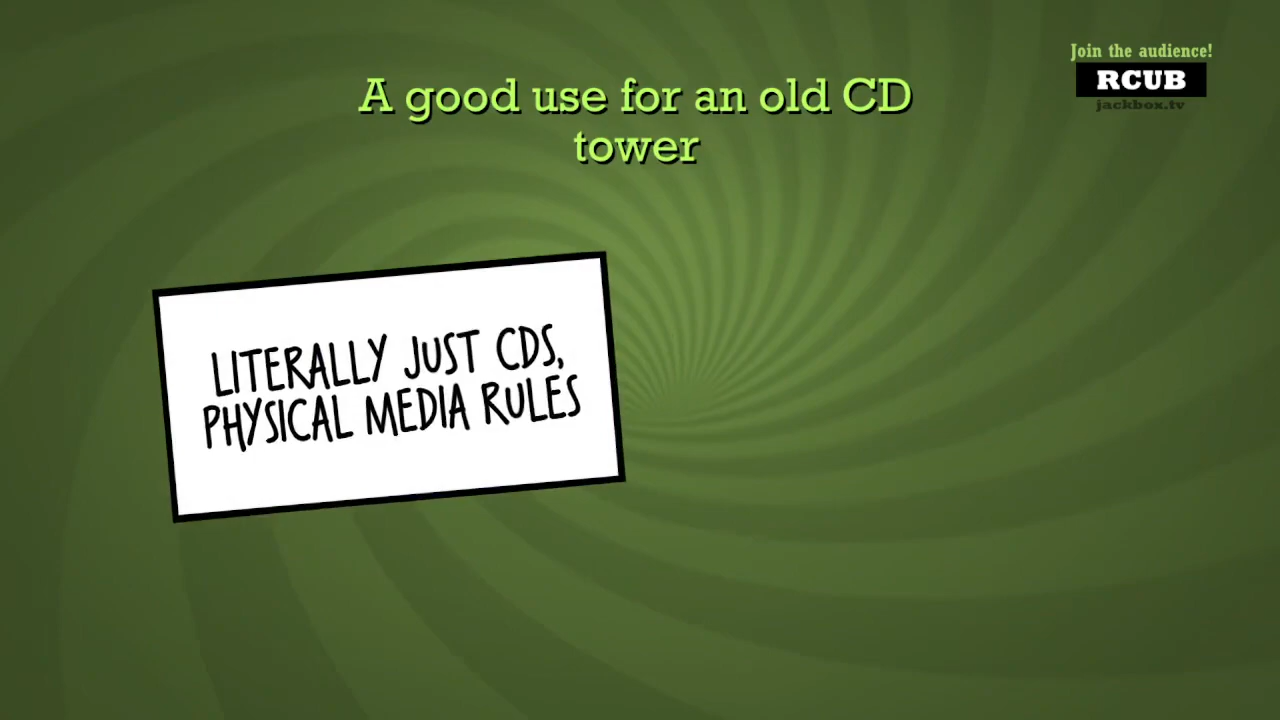 Join the audience!
RCUB
jackbox.tv
A good use for an old CD
tower
LITERALLY JUST CDS,
PHYSICAL MEDIA RULES